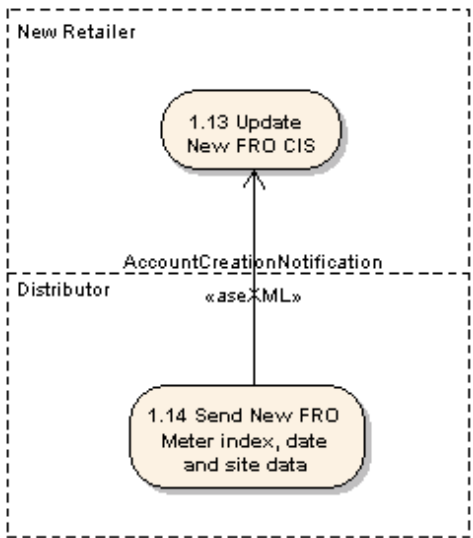 New Retailer
1.13 Update
New FRO CIS
AccountCreationNotification
Distributor
«aseXML»
1.14 Send New FRO
Meter index, date
and site data